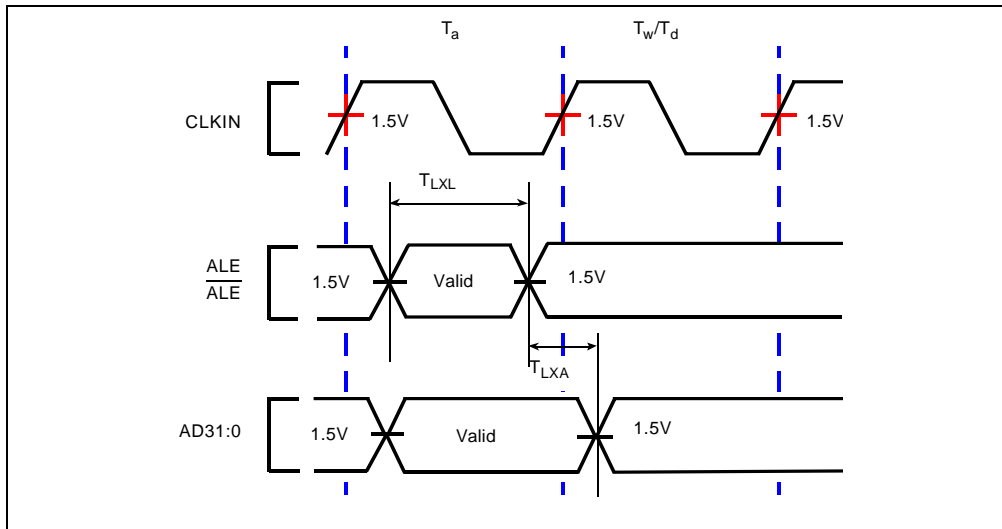 Ta Tw/Td
CLKIN 1.5V 1.5V 1.5V
TLXL
ALE
ALE 1.5V Valid 1.5V
TLXA
AD31:0 1.5V Valid 1.5V